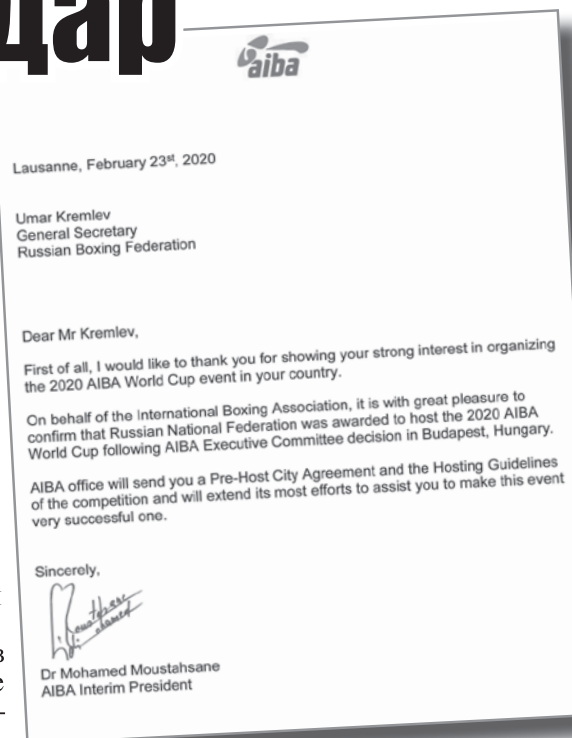 дар
aiba
Lausanne, February 23st, 2020
Umar Kremlev
General Secretary
Russian Boxing Federation
Dear Mr Kremlev,
First of all, I would like to thank you for showing your strong interest in organizing
the 2020 AIBA World Cup event in your country.
On behalf of the International Boxing Association, it is with great pleasure to
confirm that Russian National Federation was awarded to host the 2020 AIBA
World Cup following AIBA Executive Committee decision in Budapest, Hungary.
AIBA office will send you a Pre-Host City Agreement and the Hosting Guidelines
of the competition and will extend its most efforts to assist you to make this event
very successful one.
Sincerely,
Dr Mohamed Moustahsane
AIBA Interim President